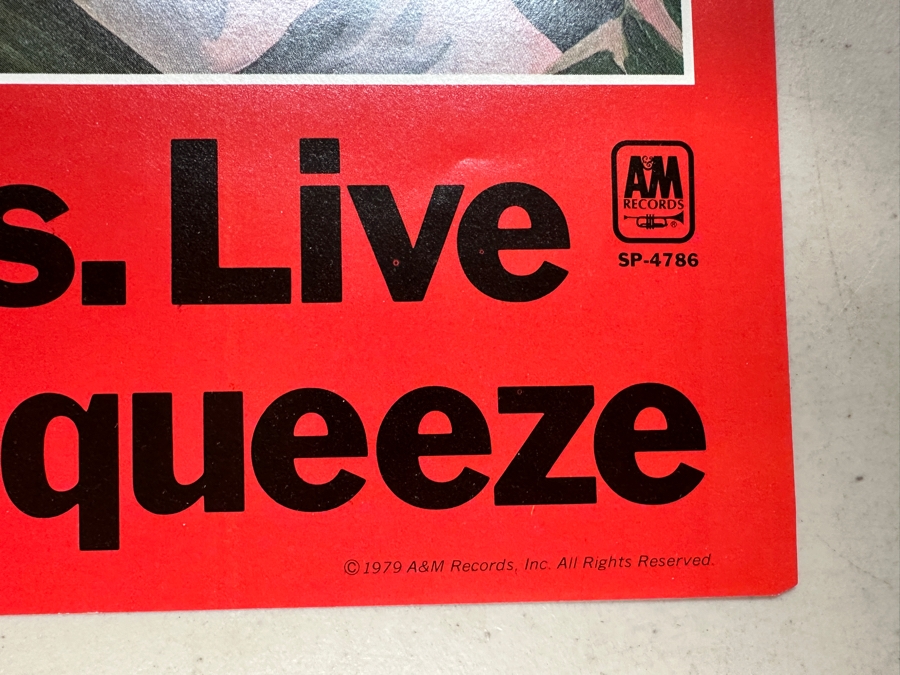 s. Live
A&M
RECORDS
®
SP-4786
queeze
©1979 A&M Records, Inc. All Rights Reserved.